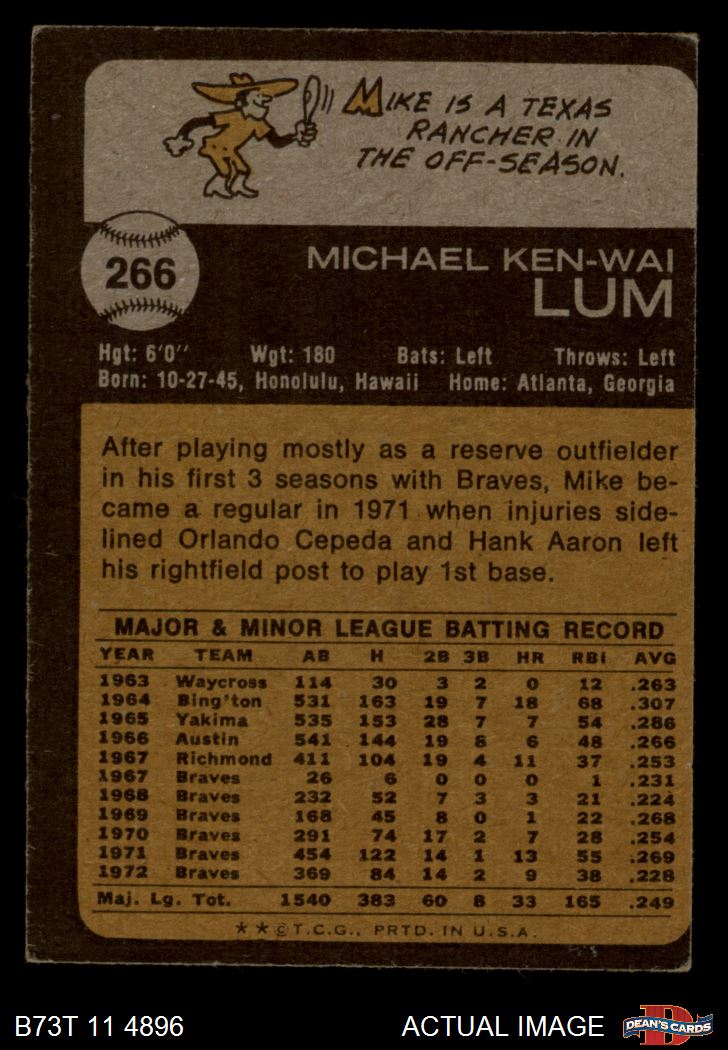 MIKE IS A TEXAS
RANCHER IN
THE OFF-SEASON.
266
MICHAEL KEN-WAI
LUM
Hgt: 6'0" Wgt: 180 Bats: Left Throws: Left
Born: 10-27-45, Honolulu, Hawaii Home: Atlanta, Georgia
After playing mostly as a reserve outfielder
in his first 3 seasons with Braves, Mike be-
came a regular in 1971 when injuries side-
lined Orlando Cepeda and Hank Aaron left
his rightfield post to play 1st base.
MAJOR & MINOR LEAGUE BATTING RECORD
YEAR TEAM AB H 2B 3B HR RBI AVG
1963 Waycross 114 30 3 2 0 12 .263
1964 Bing'ton 531 163 19 7 18 68 .307
1965 Yakima 535 153 28 7 7 54 .286
1966 Austin 541 144 19 8 6 48 .266
1967 Richmond 411 104 19 4 11 37 .253
1967 Braves 26 6 0 0 0 1 .231
1968 Braves 232 52 7 3 3 21 .224
1969 Braves 168 45 8 0 1 22 .268
1970 Braves 291 74 17 2 7 28 .254
1971 Braves 454 122 14 1 13 55 .269
1972 Braves 369 84 14 2 9 38 .228
Maj. Lg. Tot. 1540 383 60 8 33 165 .249
**©T.C.G., PRTD. IN U.S.A.
B73T 11 4896 ACTUAL IMAGE D DEAN'S CARDS